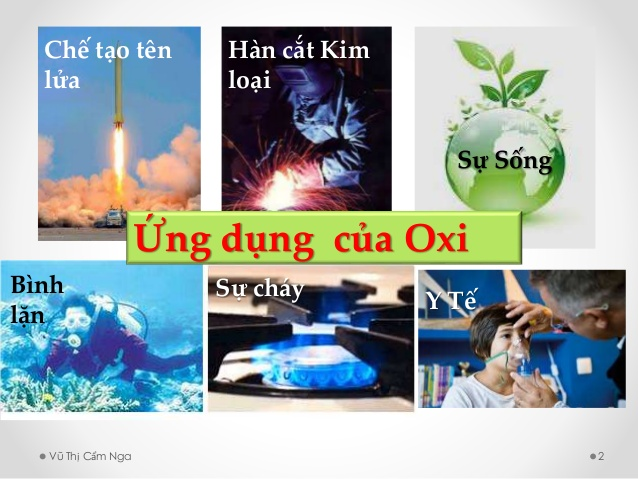 Chế tạo tên
lửa
Hàn cắt Kim
loại
Sự Sống
Ứng dụng của Oxi
Bình
lặn
Sự cháy
Y Tế
Vũ Thị Cẩm Nga
2